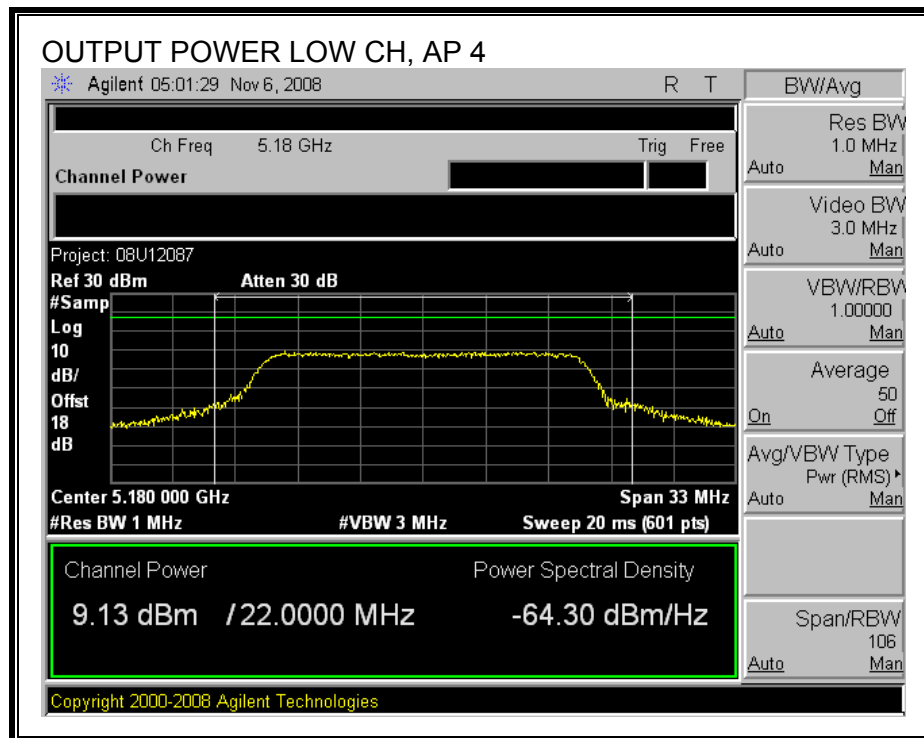 OUTPUT POWER LOW CH, AP 4
Agilent 05:01:29 Nov 6, 2008 R T
BW/Avg
Ch Freq 5.18 GHz Trig Free
Channel Power
Project: 08U12087
Ref 30 dBm Atten 30 dB
#Samp
Log
10
dB/
Offst
18
dB
Center 5.180 000 GHz Span 33 MHz
#Res BW 1 MHz #VBW 3 MHz Sweep 20 ms (601 pts)
Channel Power Power Spectral Density
9.13 dBm / 22.0000 MHz -64.30 dBm/Hz
Copyright 2000-2008 Agilent Technologies
Res BW
1.0 MHz
Auto Man
Video BW
3.0 MHz
Auto Man
VBW/RBW
1.00000
Auto Man
Average
50
On Off
Avg/VBW Type
Pwr (RMS)
Auto Man
Span/RBW
106
Auto Man